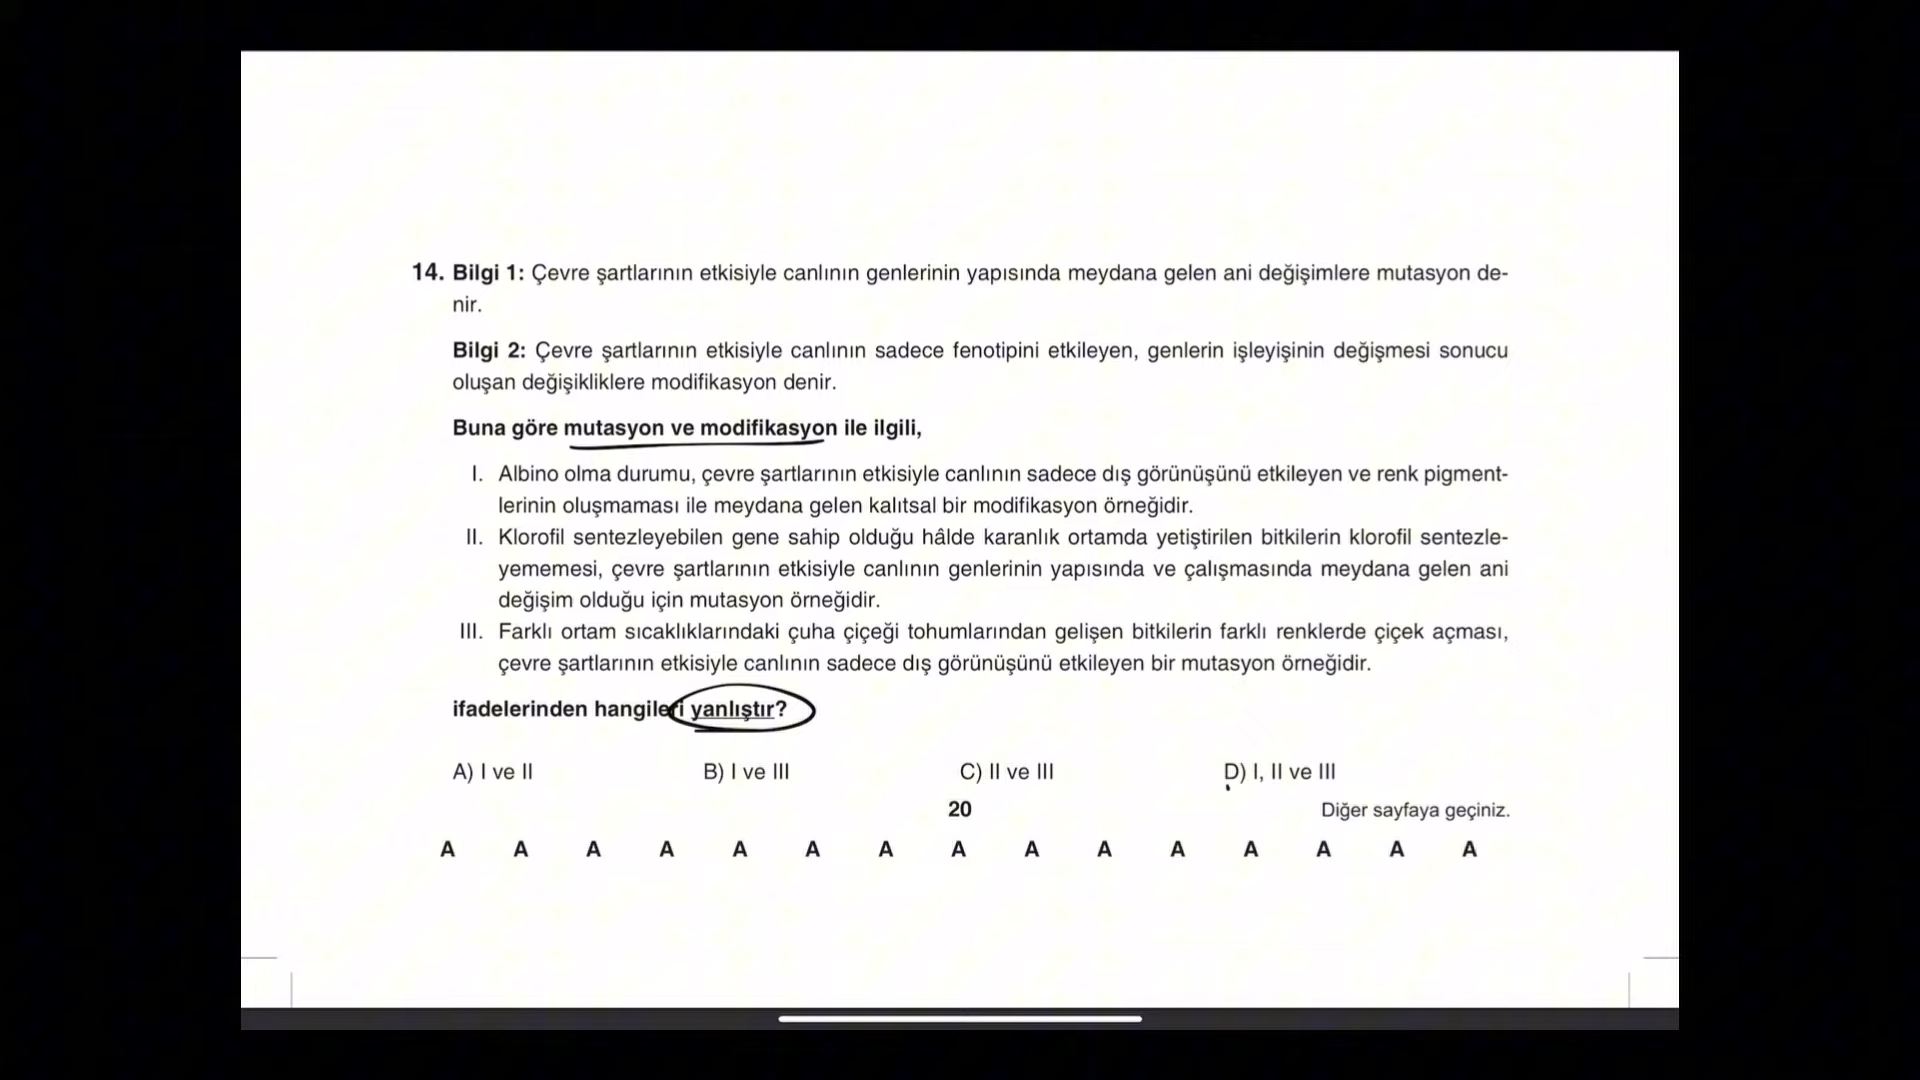 14. Bilgi 1: Çevre şartlarının etkisiyle canlının genlerinin yapısında meydana gelen ani değişimlere mutasyon de-
nir.
Bilgi 2: Çevre şartlarının etkisiyle canlının sadece fenotipini etkileyen, genlerin işleyişinin değişmesi sonucu
oluşan değişikliklere modifikasyon denir.
Buna göre mutasyon ve modifikasyon ile ilgili,
I. Albino olma durumu, çevre şartlarının etkisiyle canlının sadece dış görünüşünü etkileyen ve renk pigment-
lerinin oluşmaması ile meydana gelen kalıtsal bir modifikasyon örneğidir.
II. Klorofil sentezleyebilen gene sahip olduğu hâlde karanlık ortamda yetiştirilen bitkilerin klorofil sentezle-
yememesi, çevre şartlarının etkisiyle canlının genlerinin yapısında ve çalışmasında meydana gelen ani
değişim olduğu için mutasyon örneğidir.
III. Farklı ortam sıcaklıklarındaki çuha çiçeği tohumlarından gelişen bitkilerin farklı renklerde çiçek açması,
çevre şartlarının etkisiyle canlının sadece dış görünüşünü etkileyen bir mutasyon örneğidir.
ifadelerinden hangileri yanlıştır?
A) I ve II B) I ve III C) II ve III D) I, II ve III
20 Diğer sayfaya geçiniz.
A A A A A A A A A A A A A A A